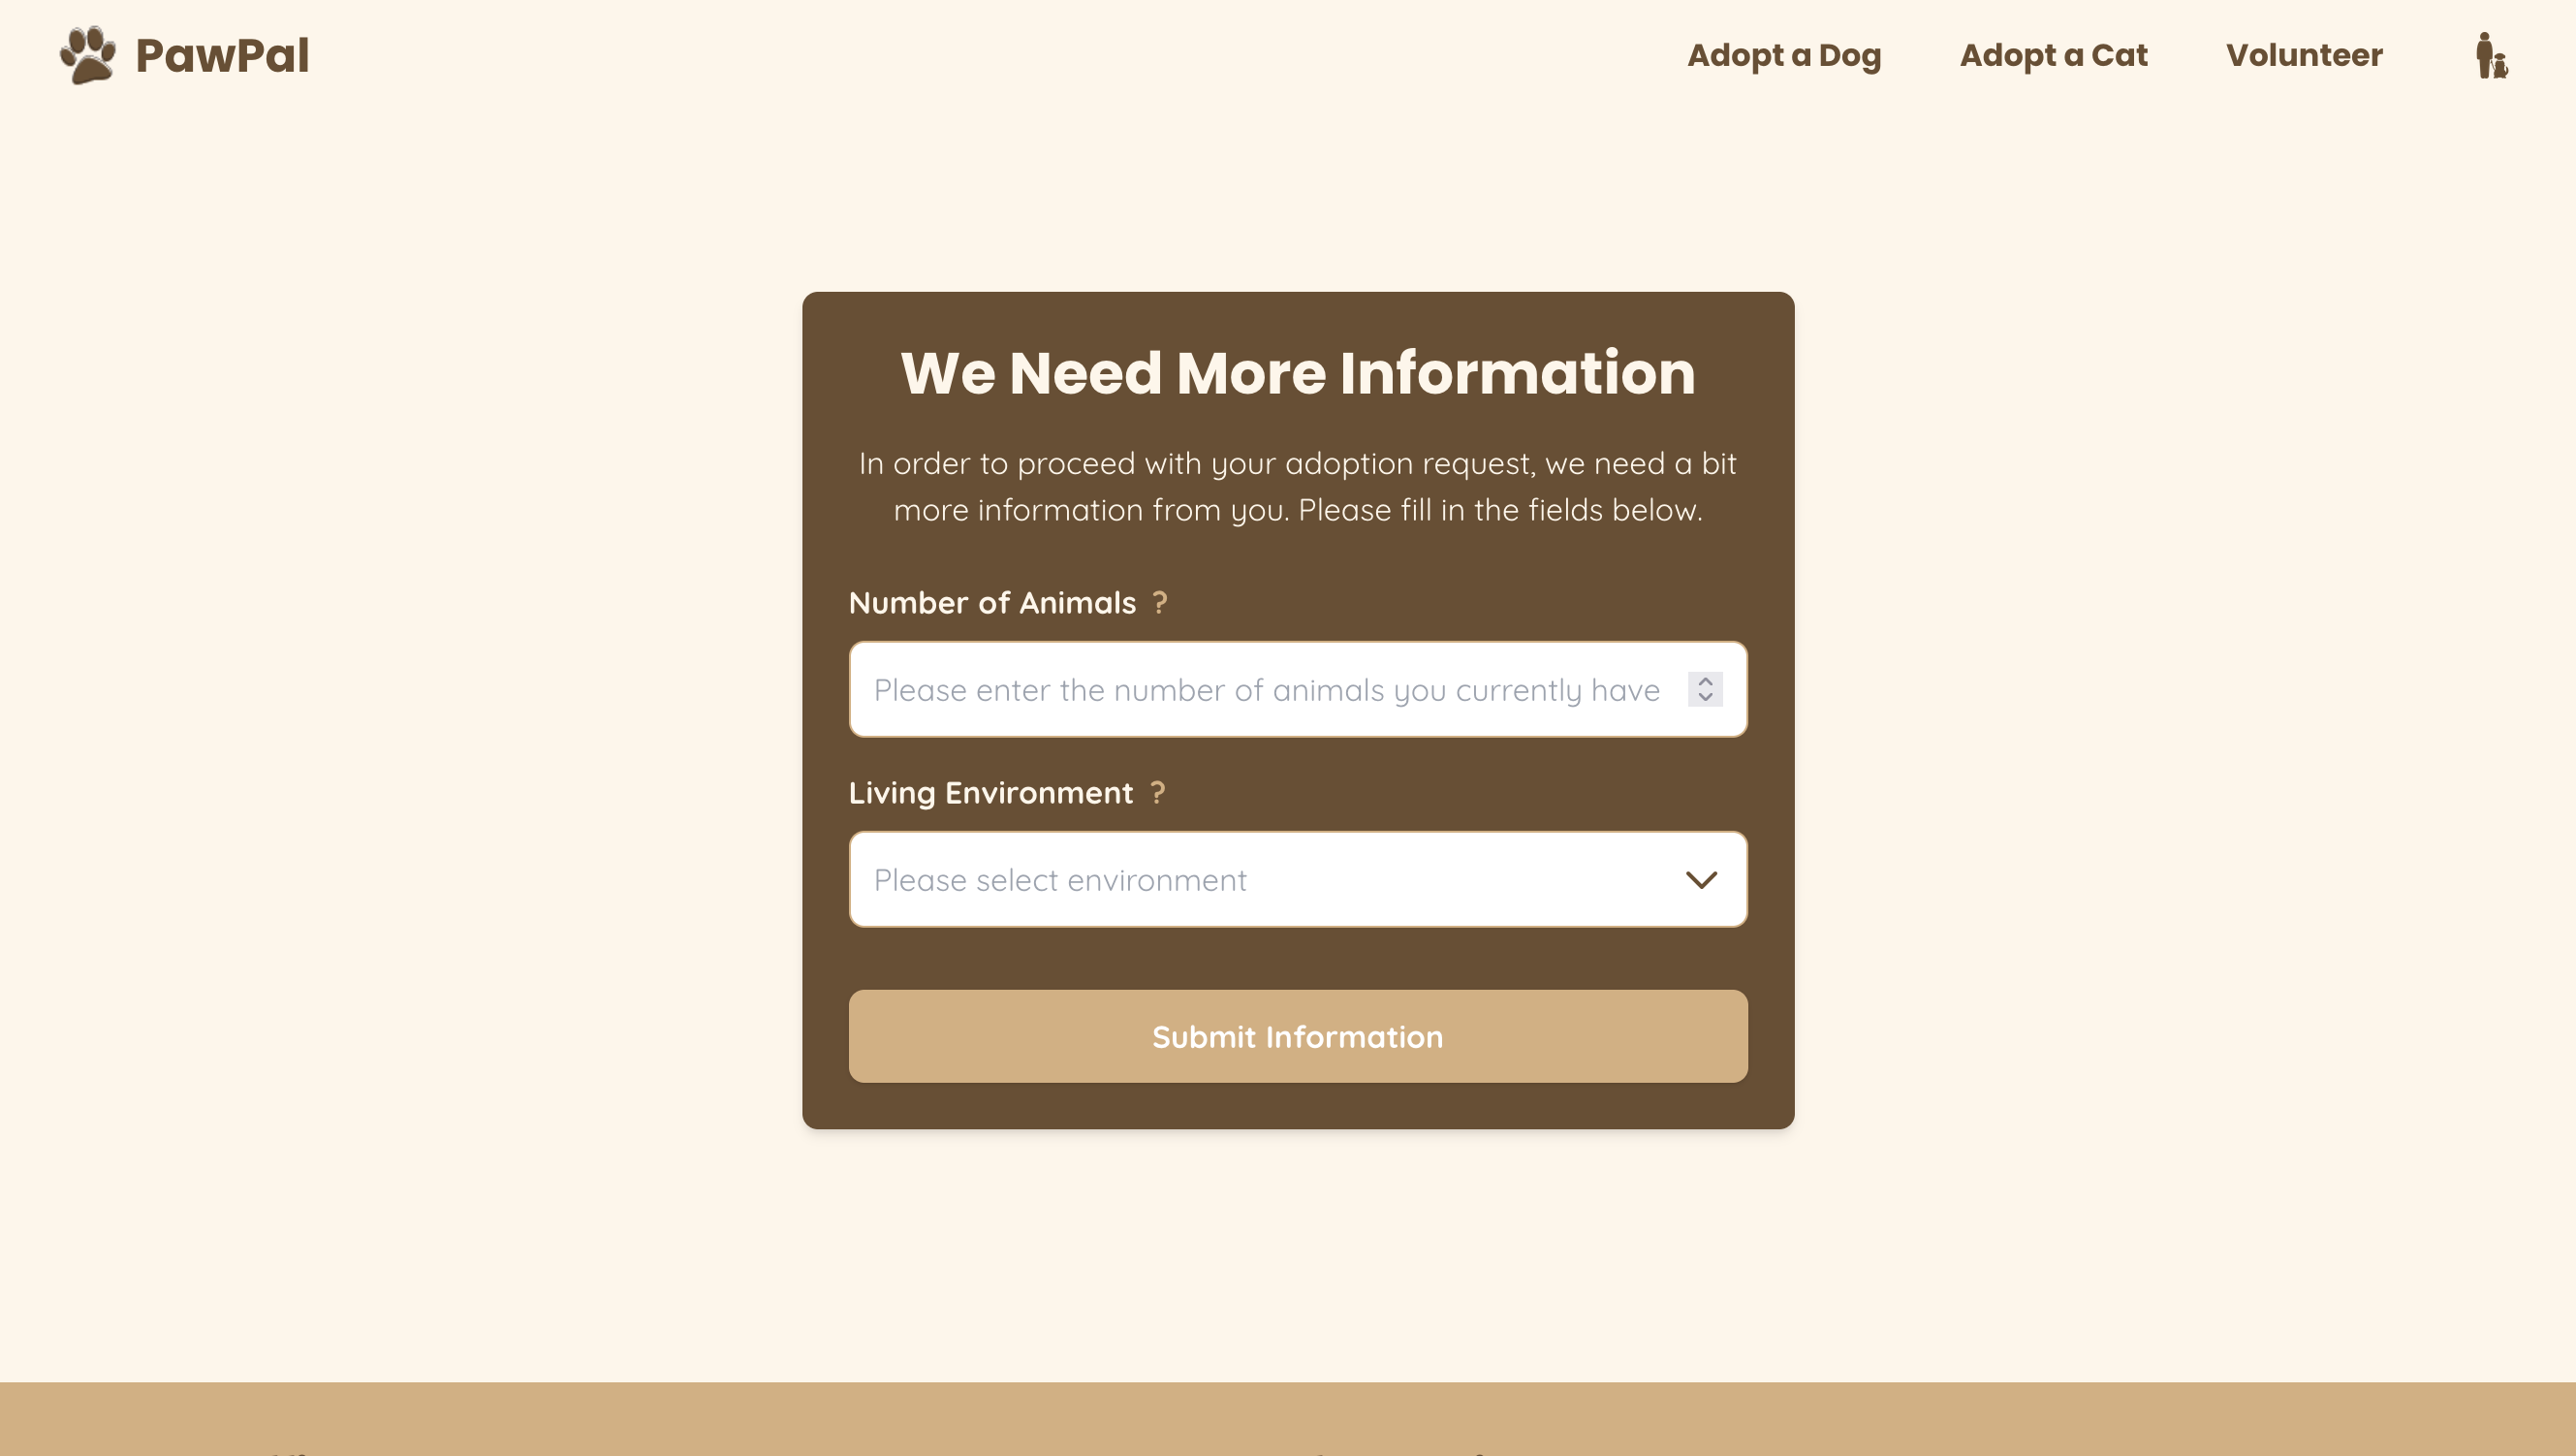 PawPal
Adopt a Dog
Adopt a Cat
Volunteer
We Need More Information
In order to proceed with your adoption request, we need a bit
more information from you. Please fill in the fields below.
Number of Animals ?
Please enter the number of animals you currently have
Living Environment ?
Please select environment
Submit Information